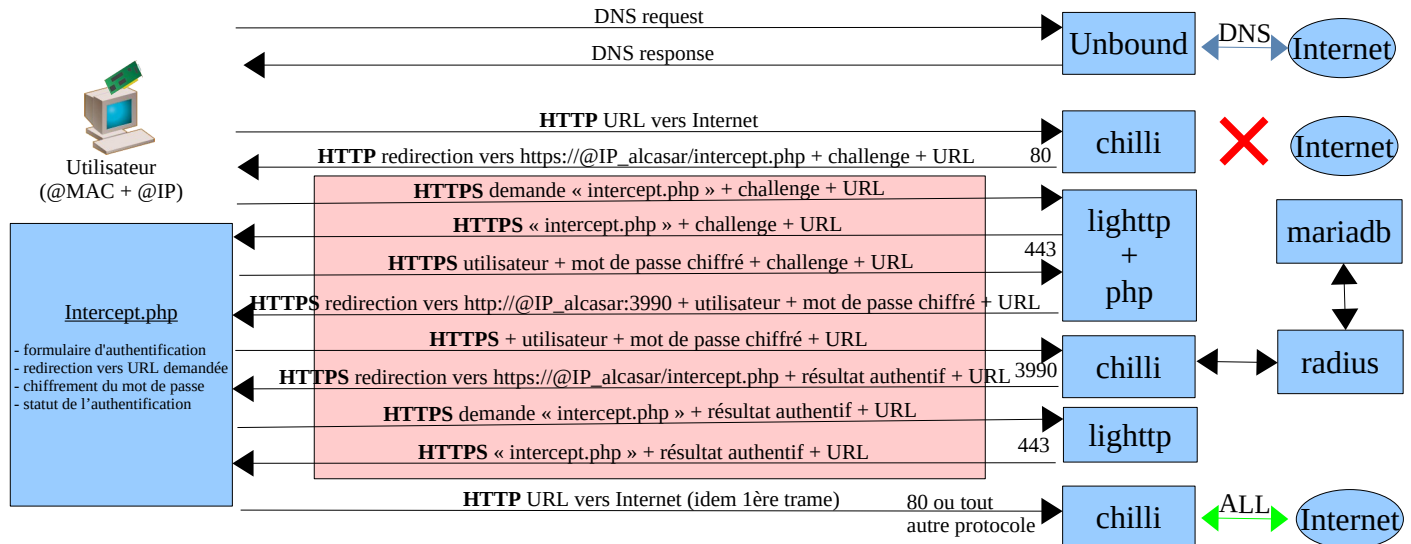 DNS request
DNS response
Unbound
DNS
Internet
Utilisateur
(@MAC + @IP)
HTTP URL vers Internet
HTTP redirection vers https://@IP_alcasar/intercept.php + challenge + URL
80
chilli
Internet
HTTPS demande « intercept.php » + challenge + URL
HTTPS « intercept.php » + challenge + URL
443
HTTPS utilisateur + mot de passe chiffré + challenge + URL
HTTPS redirection vers http://@IP_alcasar:3990 + utilisateur + mot de passe chiffré + URL
lighttp
+
php
mariadb
Intercept.php
- formulaire d'authentification
- redirection vers URL demandée
- chiffrement du mot de passe
- statut de l’authentification
HTTPS + utilisateur + mot de passe chiffré + URL
HTTPS redirection vers https://@IP_alcasar/intercept.php + résultat authentif + URL
3990
chilli
radius
HTTPS demande « intercept.php » + résultat authentif + URL
HTTPS « intercept.php » + résultat authentif + URL
443
lighttp
HTTP URL vers Internet (idem 1ère trame)
80 ou tout
autre protocole
chilli
ALL
Internet